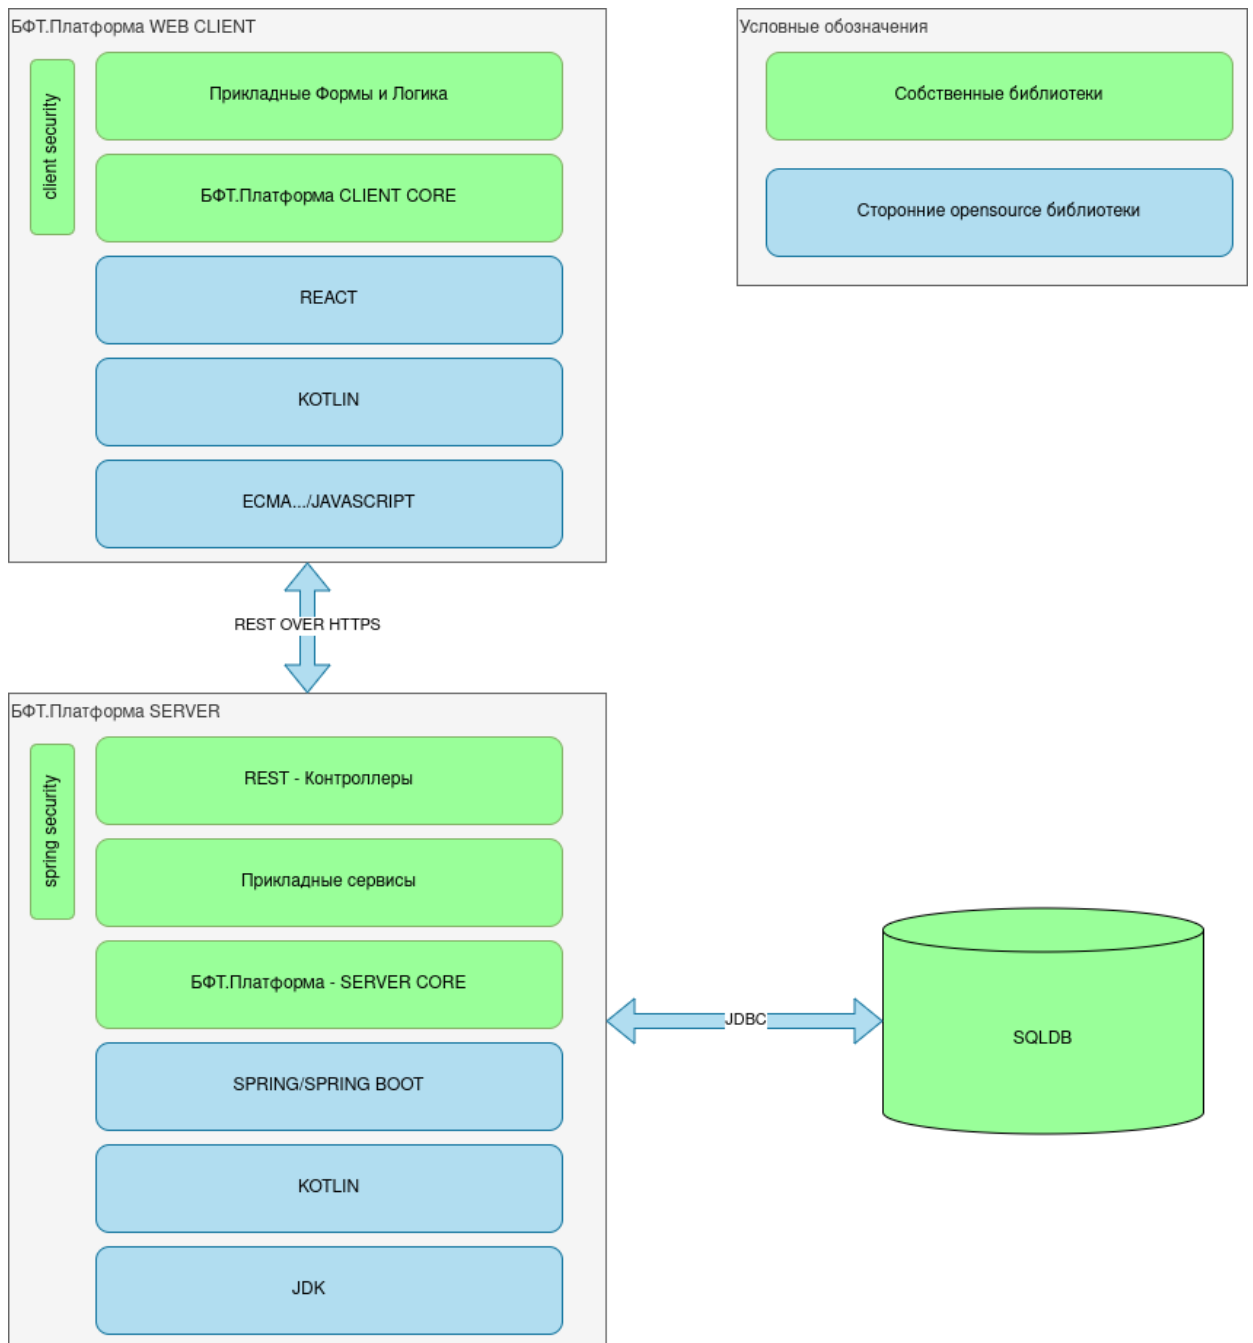 БФТ.Платформа WEB CLIENT
client security
Прикладные Формы и Логика
БФТ.Платформа CLIENT CORE
REACT
KOTLIN
ECMA.../JAVASCRIPT
Условные обозначения
Собственные библиотеки
Сторонние opensource библиотеки
REST OVER HTTPS
БФТ.Платформа SERVER
spring security
REST - Контроллеры
Прикладные сервисы
БФТ.Платформа - SERVER CORE
SPRING/SPRING BOOT
KOTLIN
JDK
JDBC
SQLDB